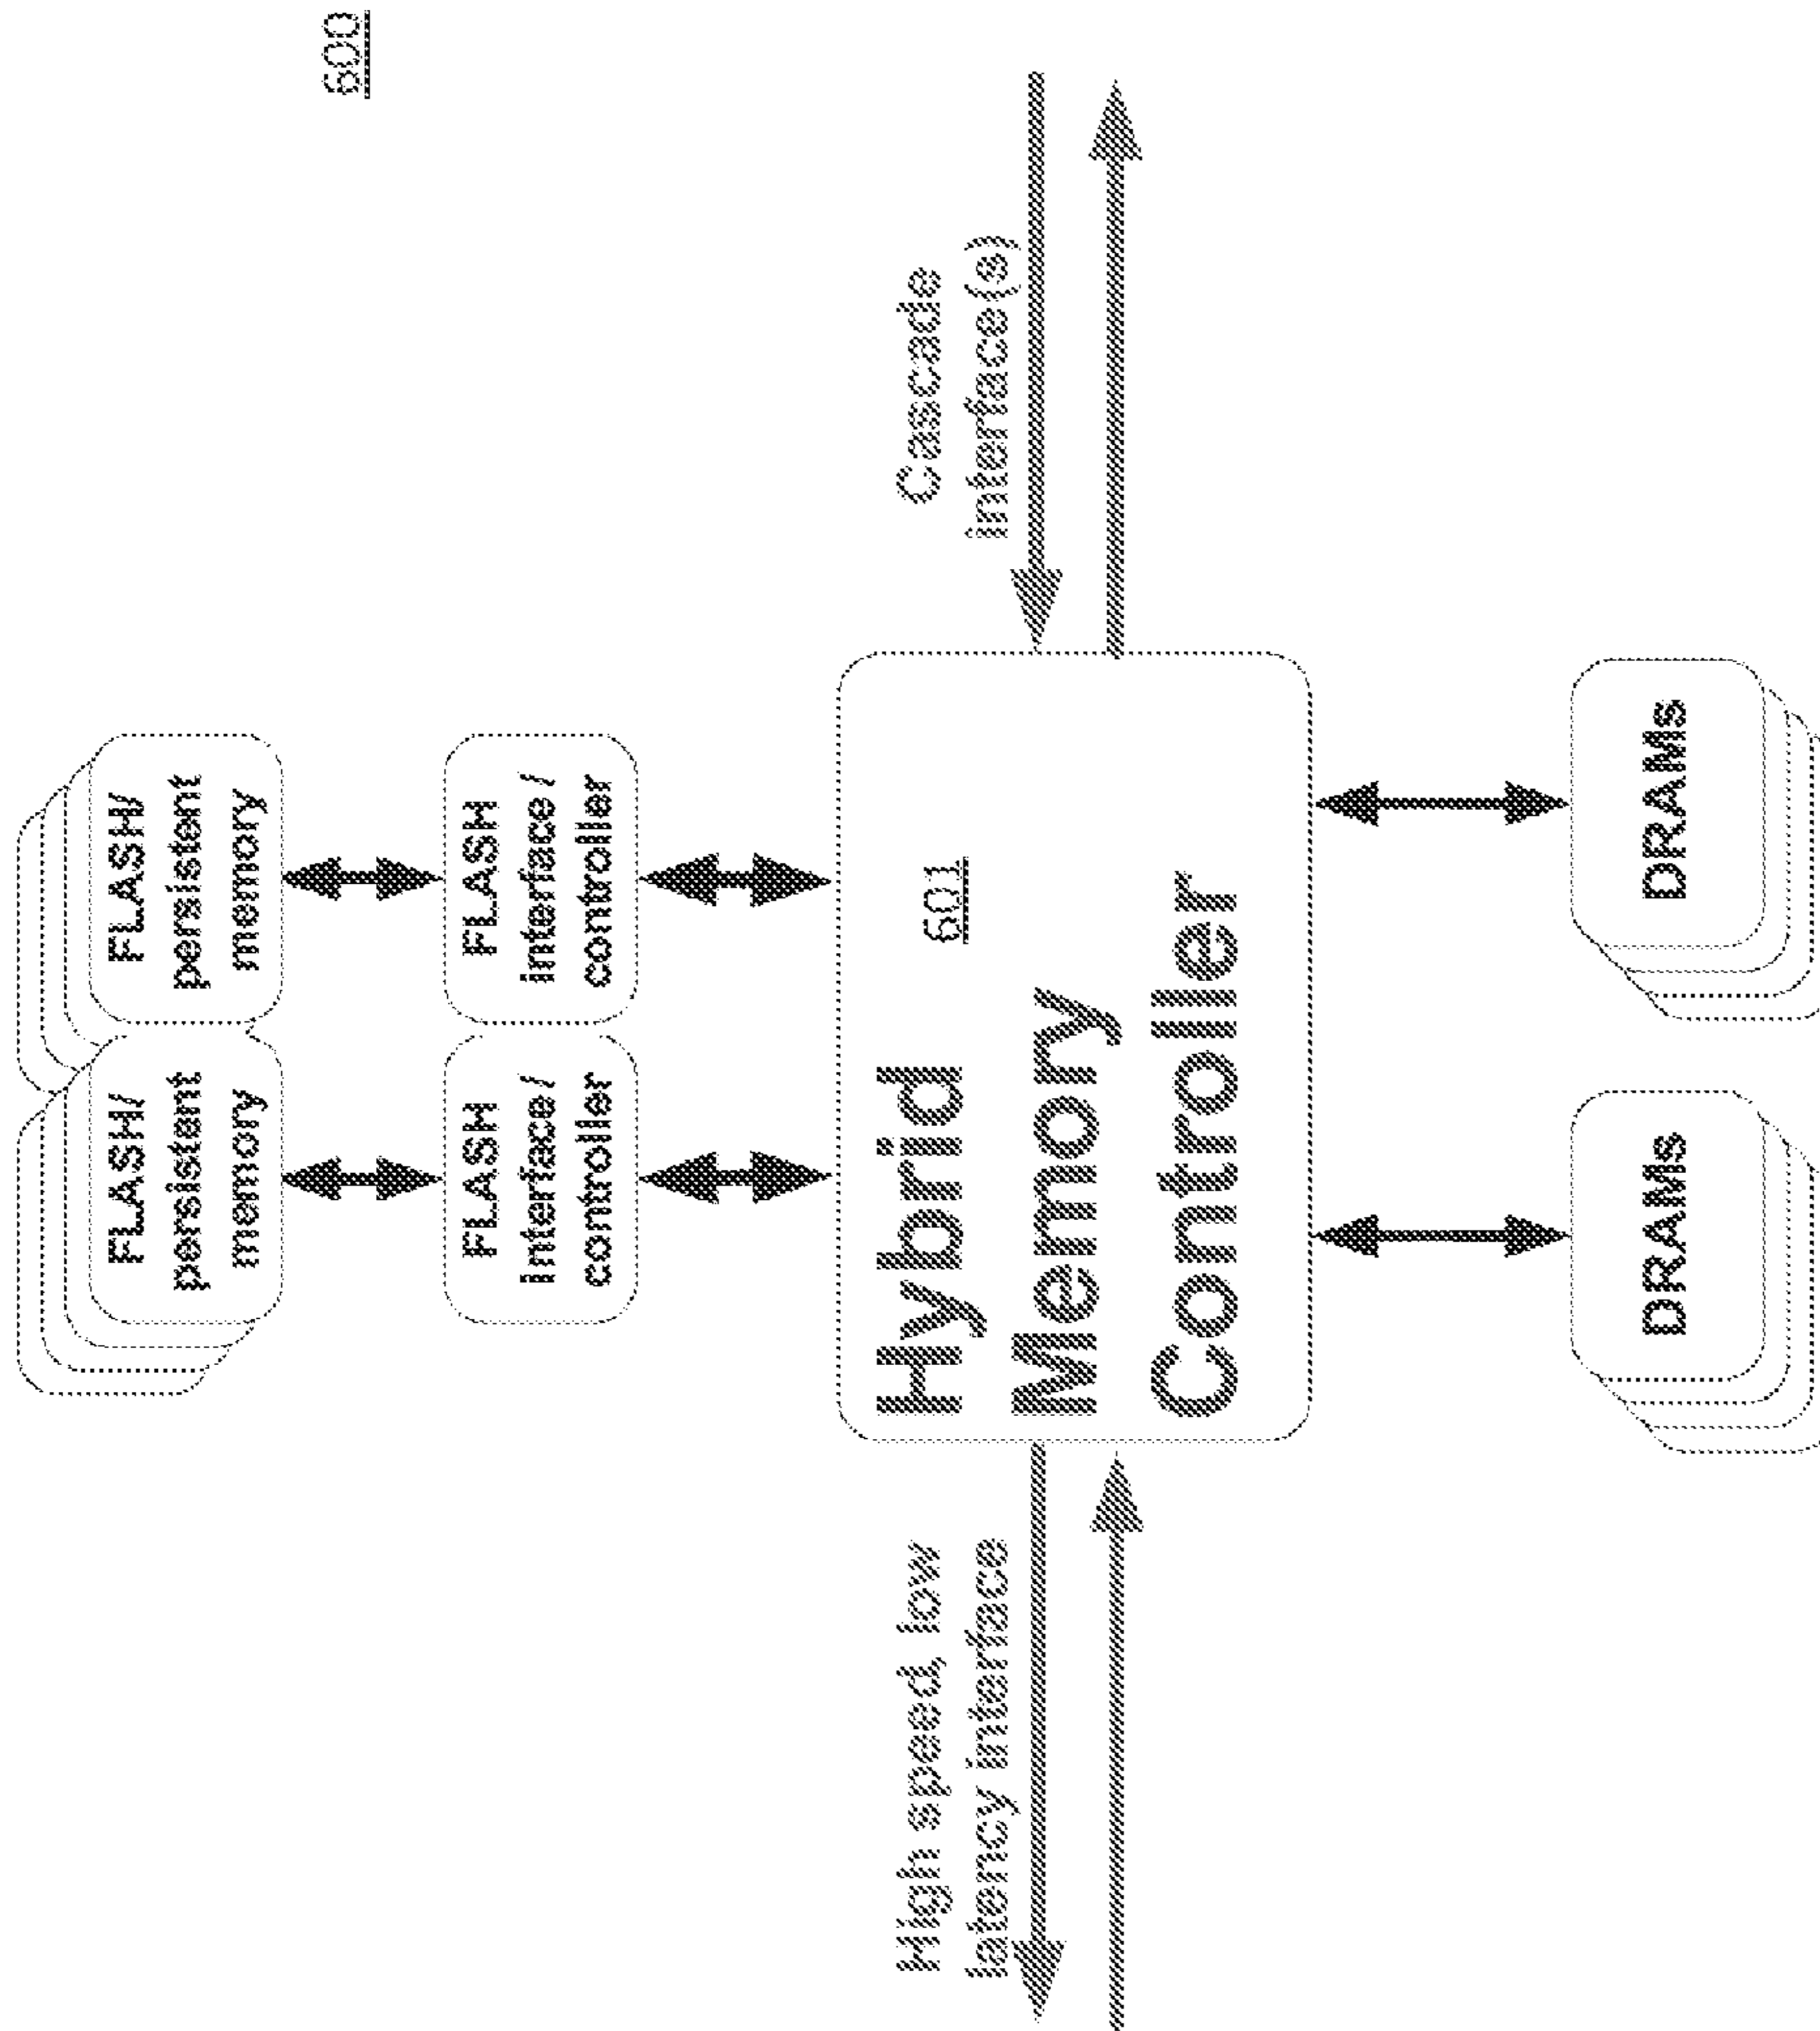 600
FLASH/
persistent
memory
FLASH/
persistent
memory
FLASH
interface /
controller
FLASH
interface /
controller
High speed, low
latency interface
Hybrid
Memory
Controller
601
Cascade
interface(s)
DRAMs
DRAMs